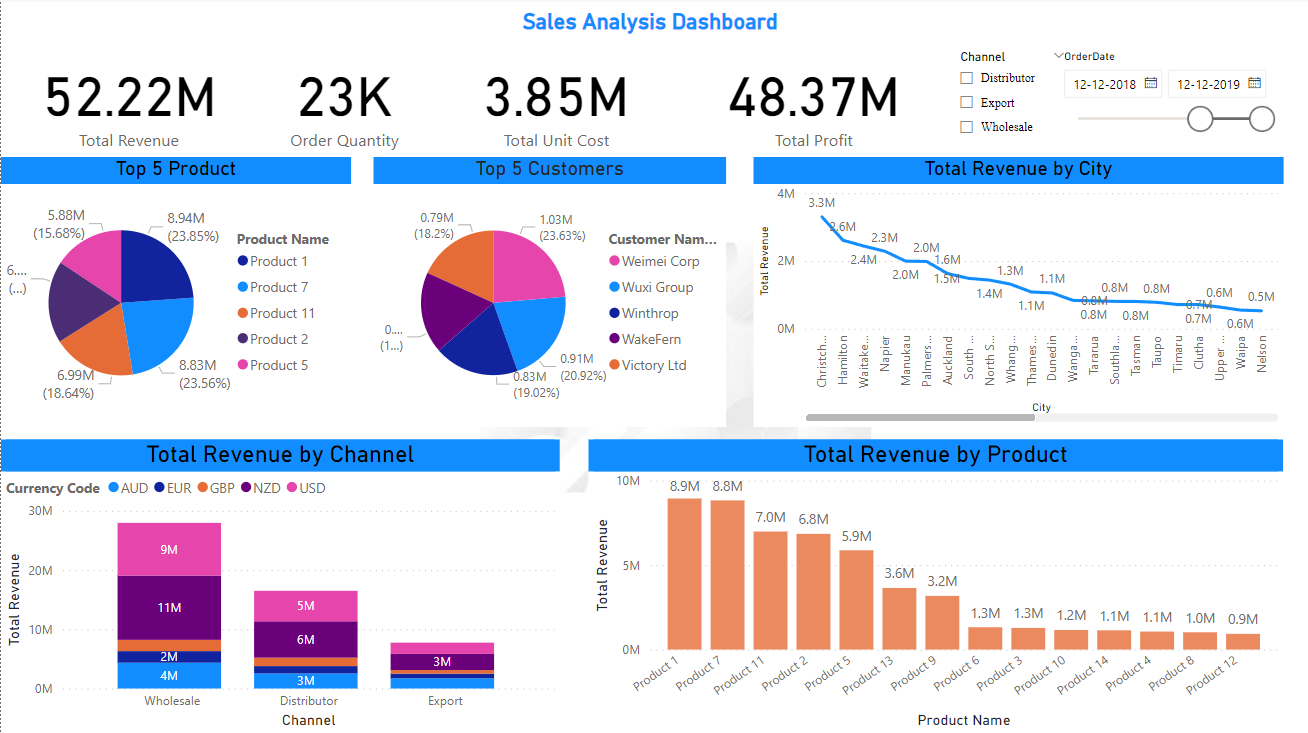 Sales Analysis Dashboard
52.22M
Total Revenue
23K
Order Quantity
3.85M
Total Unit Cost
48.37M
Total Profit
Channel
Distributor
Export
Wholesale
OrderDate
12-12-2018
12-12-2019
Top 5 Product
5.88M
(15.68%)
8.94M
(23.85%)
6....
(...)
6.99M
(18.64%)
8.83M
(23.56%)
Product Name
Product 1
Product 7
Product 11
Product 2
Product 5
Top 5 Customers
0.79M
(18.2%)
1.03M
(23.63%)
0....
(1...)
0.83M
(19.02%)
0.91M
(20.92%)
Customer Nam...
Weimei Corp
Wuxi Group
Winthrop
WakeFern
Victory Ltd
Total Revenue by City
Total Revenue
4M
2M
0M
3.3M
2.6M
2.4M
2.3M
2.0M
2.0M
1.6M
1.5M
1.4M
1.3M
1.1M
1.1M
0.8M
0.8M
0.8M
0.8M
0.8M
0.7M
0.7M
0.6M
0.6M
0.5M
Christch...
Hamilton
Waitake...
Napier
Manukau
Palmers...
Auckland
South ...
North S...
Whang...
Thames...
Dunedin
Wanga...
Tararua
Southla...
Tasman
Taupo
Timaru
Clutha
Upper ...
Waipa
Nelson
City
Total Revenue by Channel
Currency Code AUD EUR GBP NZD USD
Total Revenue
30M
20M
10M
0M
9M
11M
2M
4M
5M
6M
3M
3M
Wholesale
Distributor
Export
Channel
Total Revenue by Product
Total Revenue
10M
5M
0M
8.9M
8.8M
7.0M
6.8M
5.9M
3.6M
3.2M
1.3M
1.3M
1.2M
1.1M
1.1M
1.0M
0.9M
Product 1
Product 7
Product 11
Product 2
Product 5
Product 13
Product 9
Product 6
Product 3
Product 10
Product 14
Product 4
Product 8
Product 12
Product Name